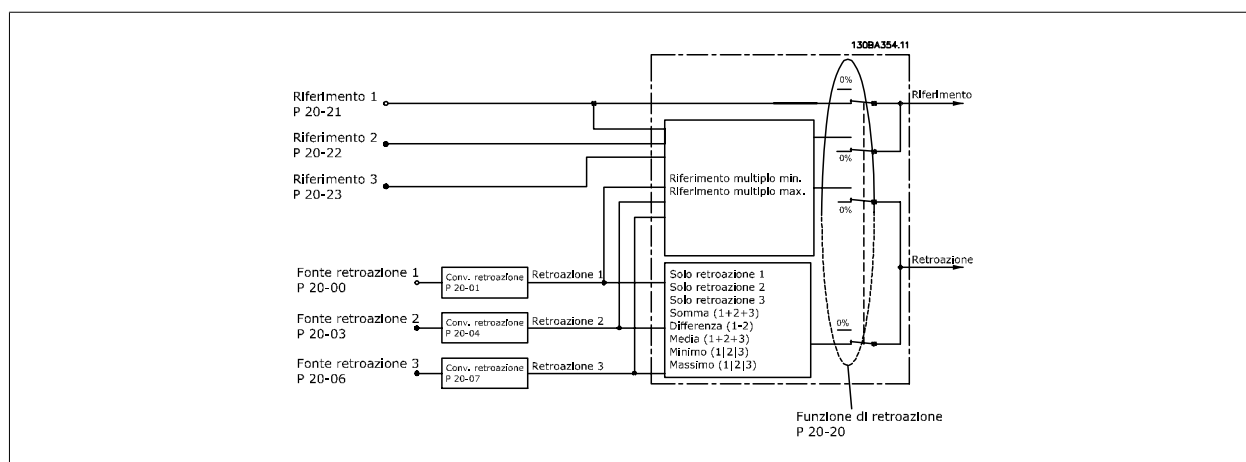 130BA354.11
0%
Riferimento 1
P 20-21
Riferimento
Riferimento 2
P 20-22
0%
Riferimento 3
P 20-23
Riferimento multiplo min.
Riferimento multiplo max.
0%
Retroazione
Fonte retroazione 1
P 20-00
Conv. retroazione
P 20-01
Retroazione 1
Fonte retroazione 2
P 20-03
Conv. retroazione
P 20-04
Retroazione 2
Fonte retroazione 3
P 20-06
Conv. retroazione
P 20-07
Retroazione 3
Solo retroazione 1
Solo retroazione 2
Solo retroazione 3
Somma (1+2+3)
Differenza (1-2)
Media (1+2+3)
Minimo (1|2|3)
Massimo (1|2|3)
0%
Funzione di retroazione
P 20-20